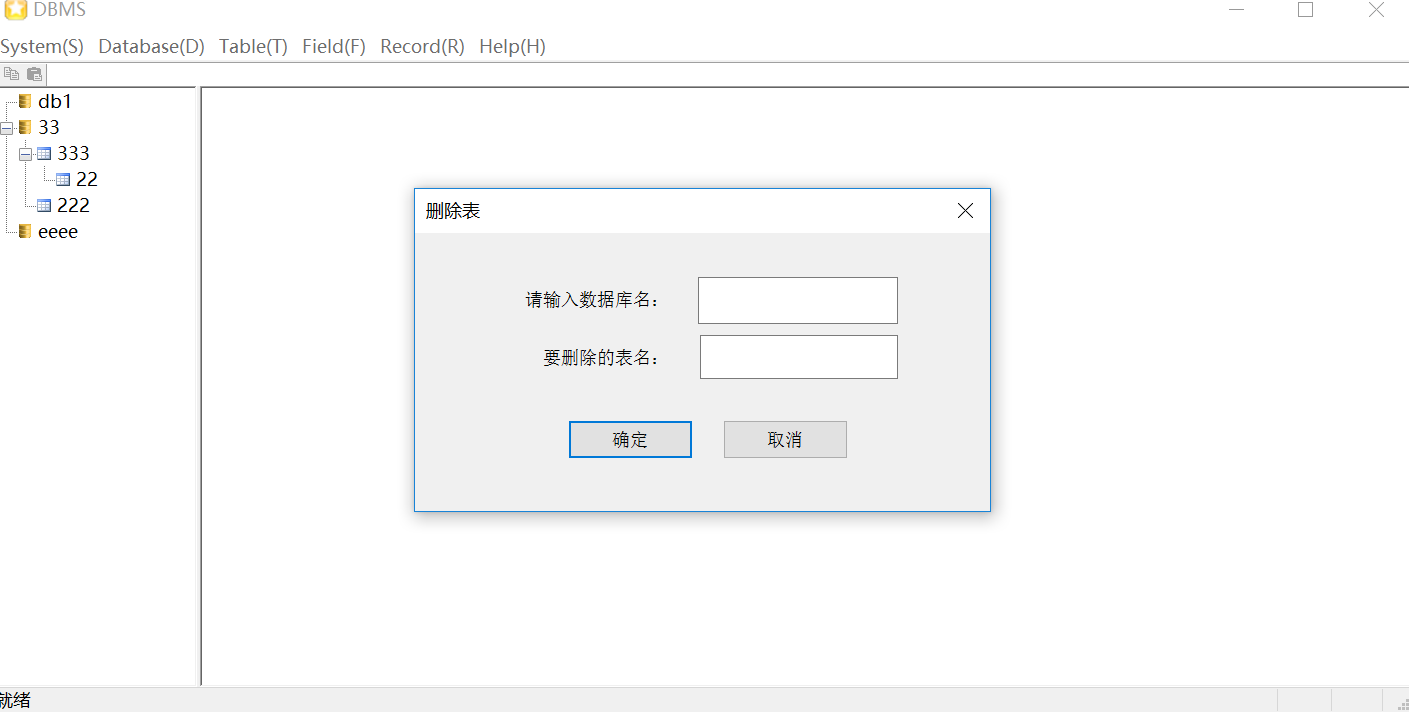 DBMS
System(S) Database(D) Table(T) Field(F) Record(R) Help(H)
db1
33
333
22
222
eeee
删除表
请输入数据库名：
要删除的表名：
确定 取消
就绪